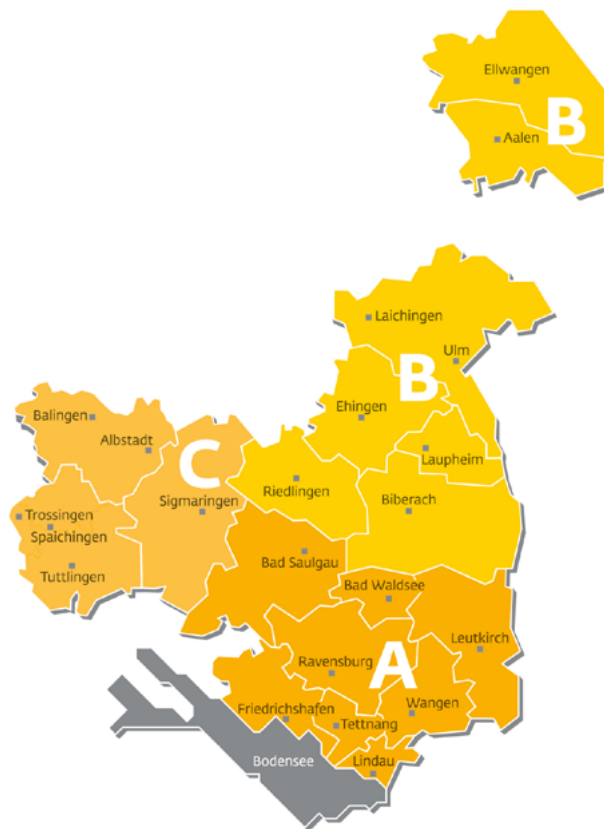 Ellwangen
B
Aalen
Laichingen
Ulm
B
Ehingen
Balingen
Albstadt
C
Laupheim
Riedlingen
Sigmaringen
Biberach
Trossingen
Spaichingen
Bad Saulgau
Tuttlingen
Bad Waldsee
Leutkirch
Ravensburg
A
Friedrichshafen
Wangen
Tettnang
Bodensee
Lindau